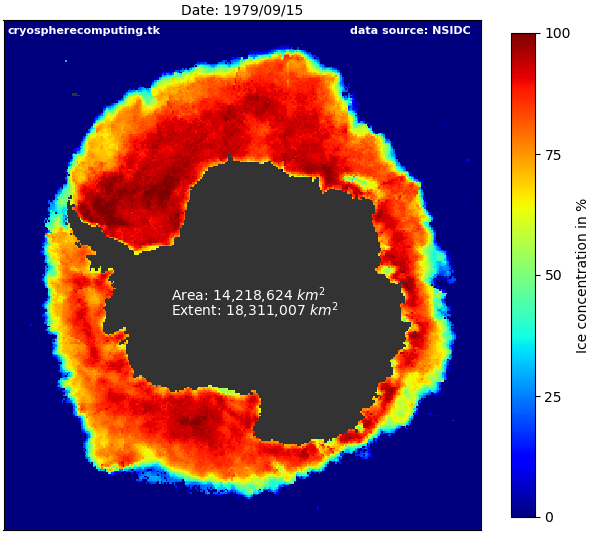 Date: 1979/09/15
cryospherecomputing.tk
data source: NSIDC
Area: 14,218,624 km²
Extent: 18,311,007 km²
100
75
50
25
0
Ice concentration in %